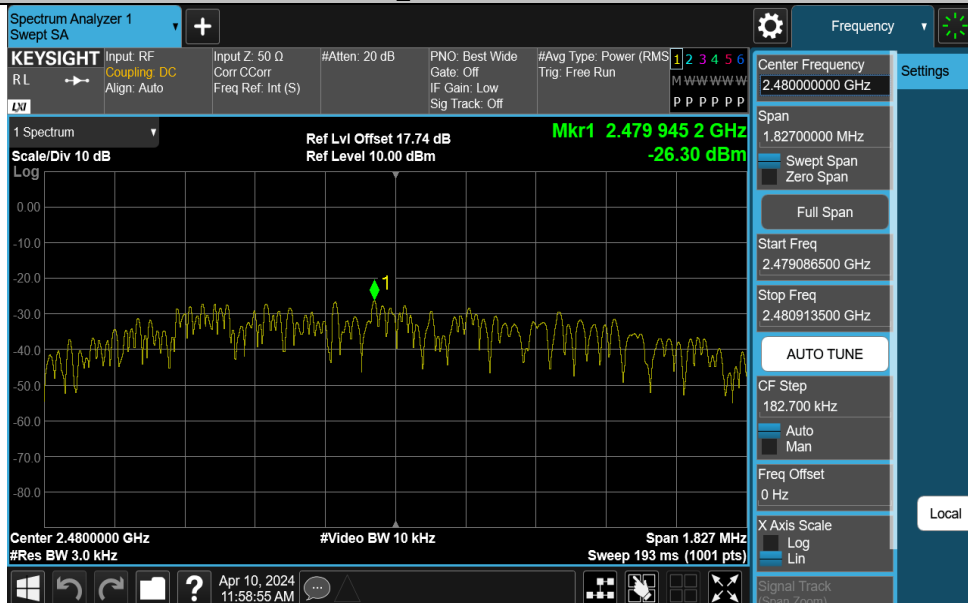 Spectrum Analyzer 1
Swept SA
Frequency
KEYSIGHT
RL
LXI
Input: RF
Coupling: DC
Align: Auto
Input Z: 50 Ω
Corr CCorr
Freq Ref: Int (S)
#Atten: 20 dB
PNO: Best Wide
Gate: Off
IF Gain: Low
Sig Track: Off
#Avg Type: Power (RMS
Trig: Free Run
1 2 3 4 5 6
M W W W W W
P P P P P P
1 Spectrum
Scale/Div 10 dB
Log
Ref Lvl Offset 17.74 dB
Ref Level 10.00 dBm
Mkr1 2.479 945 2 GHz
-26.30 dBm
1
0.00
-10.0
-20.0
-30.0
-40.0
-50.0
-60.0
-70.0
-80.0
Center 2.4800000 GHz
#Res BW 3.0 kHz
#Video BW 10 kHz
Span 1.827 MHz
Sweep 193 ms (1001 pts)
?
Apr 10, 2024
11:58:55 AM
Center Frequency
2.480000000 GHz
Span
1.82700000 MHz
Swept Span
Zero Span
Full Span
Start Freq
2.479086500 GHz
Stop Freq
2.480913500 GHz
AUTO TUNE
CF Step
182.700 kHz
Auto
Man
Freq Offset
0 Hz
X Axis Scale
Log
Lin
Signal Track
(Span Zoom)
Settings
Local